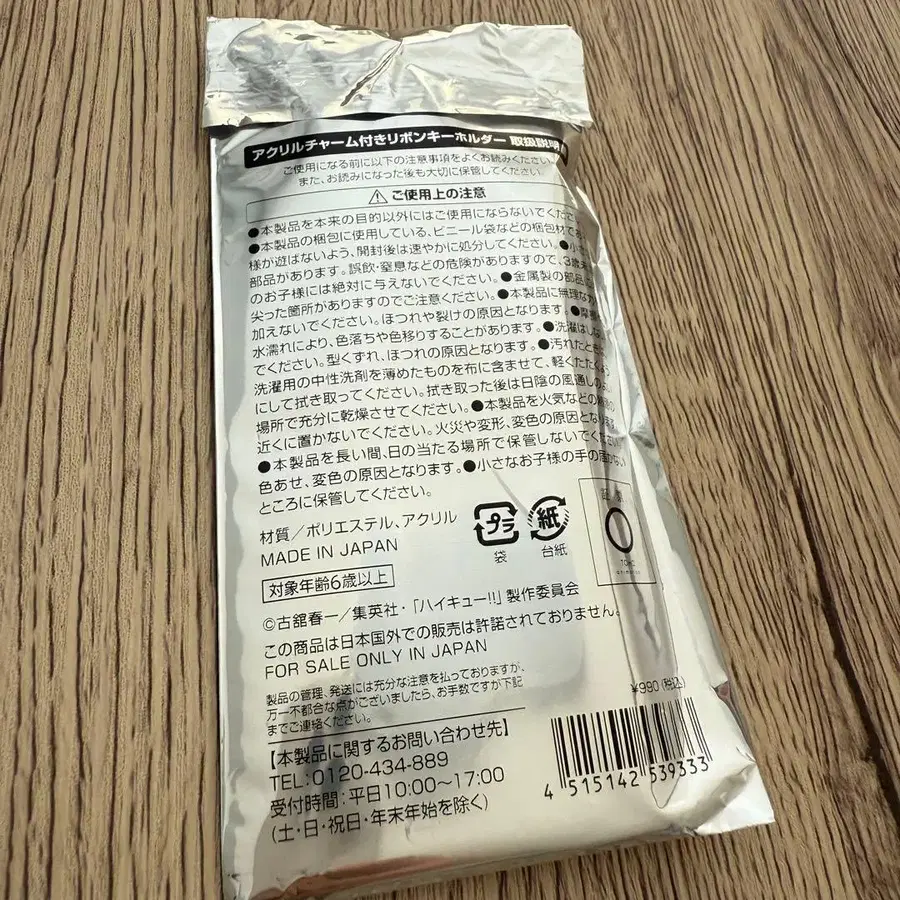 アクリルチャーム付きリボンキーホルダー 取扱説明
ご使用になる前に以下の注意事項をよくお読みください。
また、お読みになった後も大切に保管してください。
⚠ご使用上の注意
●本製品を本来の目的以外にはご使用にならないでくだ
●本製品の梱包に使用している、ビニール袋などの梱包材でお
様が遊ばないよう、開封後は速やかに処分してください。●小さ
部品があります。誤飲・窒息などの危険がありますので、3歳未
のお子様には絶対に与えないでください。●金属製の部品に
尖った箇所がありますのでご注意ください。●本製品に無理な力
加えないでください。ほつれや裂けの原因となります。●摩擦
水濡れにより、色落ちや色移りすることがあります。●洗濯はしな
でください。型くずれ、ほつれの原因となります。●汚れたときは
洗濯用の中性洗剤を薄めたものを布に含ませて、軽くたたくよう
にして拭き取ってください。拭き取った後は日陰の風通しの
場所で充分に乾燥させてください。●本製品を火気などの
近くに置かないでください。火災や変形、変色の原因となります。
●本製品を長い間、日の当たる場所で保管しないでください
色あせ、変色の原因となります。●小さなお子様の手の届かない
ところに保管してください。
材質/ポリエステル、アクリル
MADE IN JAPAN
プラ
袋
紙
台紙
対象年齢6歳以上
©古舘春一/集英社・「ハイキュー!!」製作委員会
この商品は日本国外での販売は許諾されておりません。
FOR SALE ONLY IN JAPAN
製品の管理、発送には充分な注意を払っておりますが、
万一不都合な点がございましたら、お手数ですが下記
までご連絡ください。
¥990(税込)
【本製品に関するお問い合わせ先】
TEL:0120-434-889
受付時間:平日10:00〜17:00
(土・日・祝日・年末年始を除く)
4 515142 539333